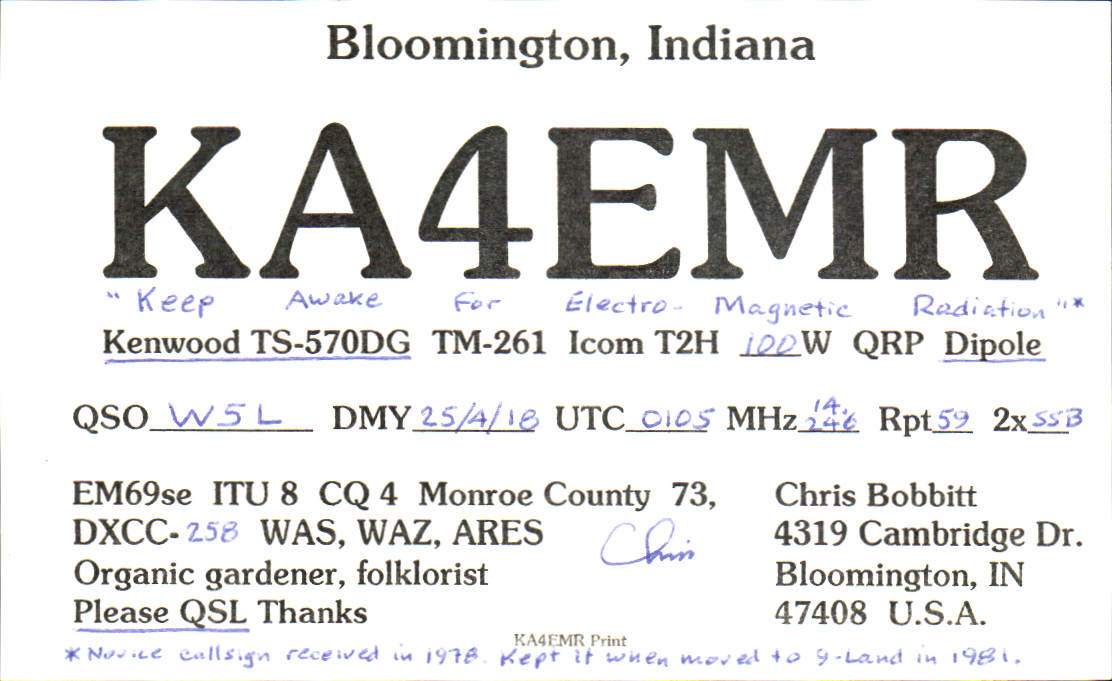 Bloomington, Indiana
KA4EMR
"Keep Awake For Electro- Magnetic Radiation"*
Kenwood TS-570DG TM-261 Icom T2H 100W QRP Dipole
QSO W5L DMY 25/4/18 UTC 0105 MHz 14.246 Rpt 59 2x SSB
EM69se ITU 8 CQ 4 Monroe County 73,
DXCC-258 WAS, WAZ, ARES
Organic gardener, folklorist
Please QSL Thanks
Chris
Chris Bobbitt
4319 Cambridge Dr.
Bloomington, IN
47408 U.S.A.
KA4EMR Print
*Novice callsign received in 1978. Kept it when moved to 9-Land in 1981.